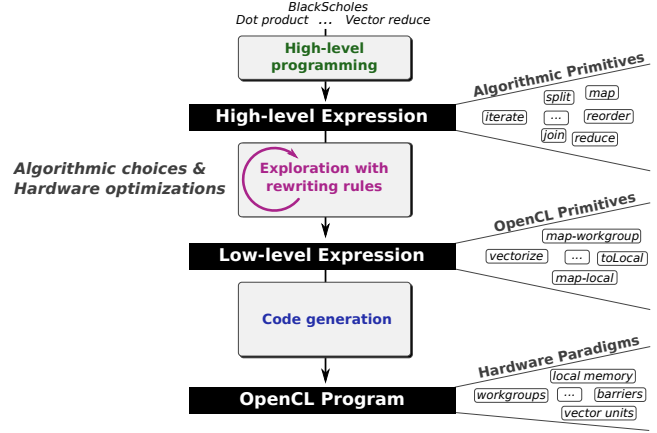 BlackScholes
Dot product ... Vector reduce
High-level
programming
Algorithmic Primitives
split map
High-level Expression
iterate ... reorder
join reduce
Algorithmic choices &
Hardware optimizations
Exploration with
rewriting rules
OpenCL Primitives
map-workgroup
Low-level Expression
vectorize ... toLocal
map-local
Code generation
Hardware Paradigms
local memory
OpenCL Program
workgroups ... barriers
vector units